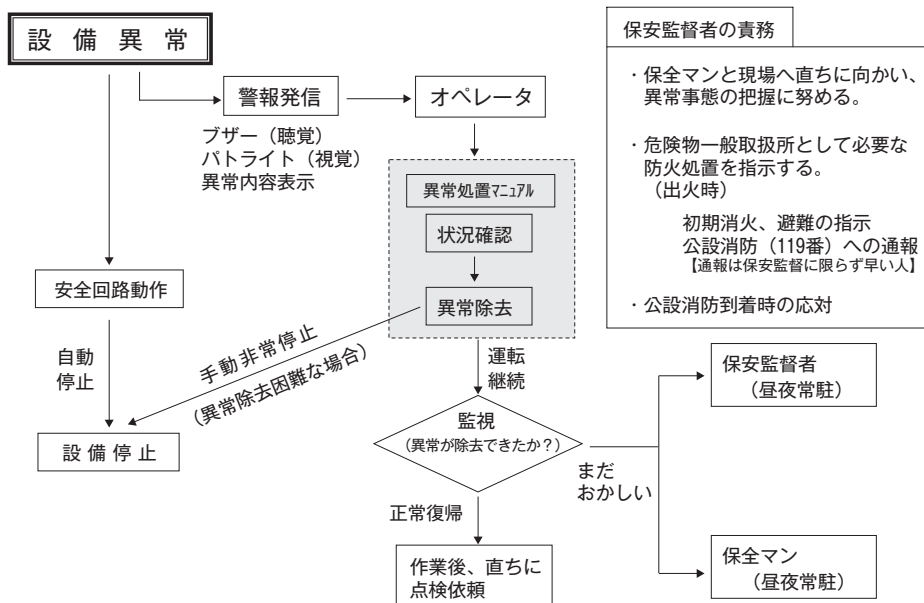 設備異常
警報発信
ブザー（聴覚）
パトライト（視覚）
異常内容表示
オペレータ
異常処置マニュアル
状況確認
異常除去
安全回路動作
自動
停止
手動非常停止
（異常除去困難な場合）
設備停止
運転
継続
監視
（異常が除去できたか？）
まだ
おかしい
正常復帰
作業後、直ちに
点検依頼
保安監督者の責務
・保全マンと現場へ直ちに向かい、
異常事態の把握に努める。
・危険物一般取扱所として必要な
防火処置を指示する。
（出火時）
初期消火、避難の指示
公設消防（119番）への通報
【通報は保安監督に限らず早い人】
・公設消防到着時の応対
保安監督者
（昼夜常駐）
保全マン
（昼夜常駐）